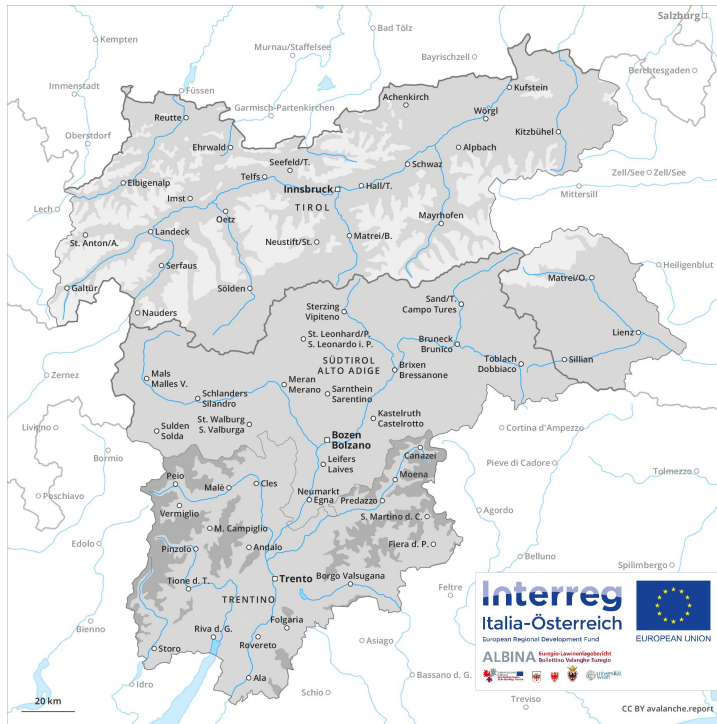 Salzburg
Kempten
Bad Tölz
Murnau/Staffelsee
Bayrischzell
Berchtesgaden
Immenstadt
Füssen
Achenkirch
Kufstein
Garmisch-Partenkirchen
Reutte
Wörgl
Oberstdorf
Kitzbühel
Ehrwald
Alpbach
Seefeld/T.
Schwaz
Telfs
Zell/See
Zell/See
Elbigenalp
Innsbruck
Hall/T.
Mittersill
Imst
TIROL
Lech
Oetz
Mayrhofen
Landeck
St. Anton/A.
Neustift/St.
Matrei/B.
Serfaus
Heiligenblut
Matrei/O.
Galtür
Sölden
Nauders
Sterzing
Vipiteno
Sand/T.
Campo Tures
Lienz
St. Leonhard/P.
S. Leonardo i. P.
Bruneck
Brunico
Toblach
Dobbiaco
Sillian
SÜDTIROL
ALTO ADIGE
Brixen
Bressanone
Zernez
Mals
Malles V.
Meran
Merano
Sarnthein
Sarentino
Schlanders
Silandro
St. Walburg
S. Valburga
Kastelruth
Castelrotto
Livigno
Sulden
Solda
Bozen
Bolzano
Cortina d'Ampezzo
Bormio
Canazei
Leifers
Laives
Pieve di Cadore
Tolmezzo
Peio
Moena
Malè
Cles
Poschiavo
Neumarkt
Egna
Predazzo
Vermiglio
Agordo
S. Martino d. C.
M. Campiglio
Edolo
Fiera d. P.
Pinzolo
Andalo
Belluno
Spilimbergo
Trento
Tione d. T.
Borgo Valsugana
Feltre
TRENTINO
Folgaria
Bienno
Riva d. G.
Rovereto
Asiago
Storo
Ala
Bassano d. G.
Idro
Schio
Treviso
20 km
Interreg
Italia-Österreich
European Regional Development Fund
EUROPEAN UNION
ALBINA Euregio-Lawinenlagebericht
Bollettino Valanghe Euregio
CC BY avalanche.report